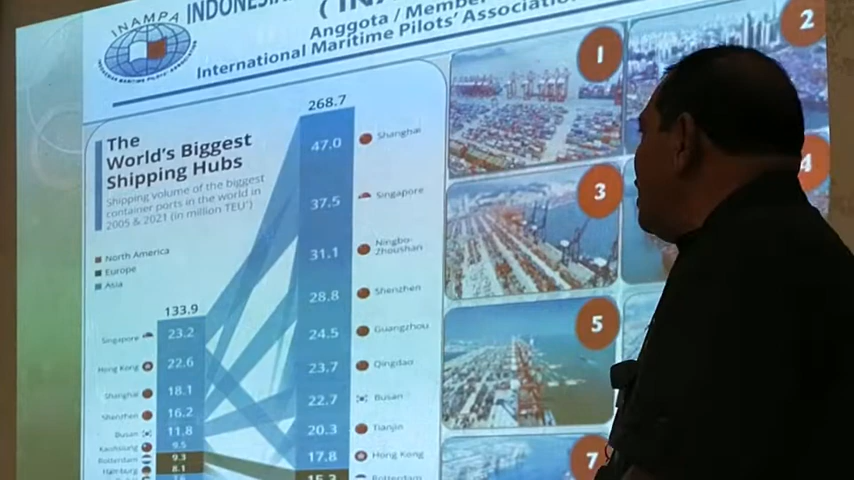 INAMPA
INDONESIA
Anggota / Member
International Maritime Pilots' Association
The
World's Biggest
Shipping Hubs
Shipping volume of the biggest
container ports in the world in
2005 & 2021 (in million TEU¹)
North America
Europe
Asia
133.9
Singapore 23.2
Hong Kong 22.6
Shanghai 18.1
Shenzhen 16.2
Busan 11.8
Kaohsiung 9.5
Rotterdam 9.3
Hamburg 8.1
268.7
47.0 Shanghai
37.5 Singapore
31.1 Ningbo-
Zhoushan
28.8 Shenzhen
24.5 Guangzhou
23.7 Qingdao
22.7 Busan
20.3 Tianjin
17.8 Hong Kong
15.3 Rotterdam
1
2
3
4
5
7